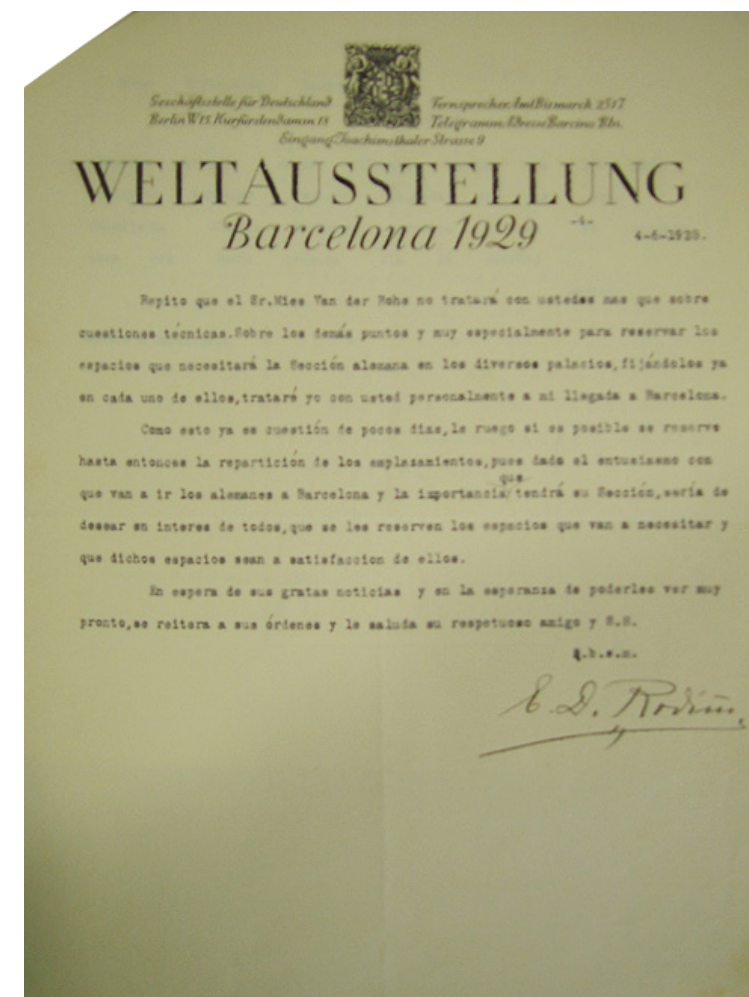 Geschäftsstelle für Deutschland
Berlin W15. Kurfürstendamm 18
Fernsprecher: Amt Bismarck 2517
Telegramm: Adresse Barcino Bln.
Eingang Joachimsthaler Strasse 9
WELTAUSSTELLUNG
Barcelona 1929
-4-
4-6-1928.
Repito que el Sr.Mies Van der Rohe no tratará con ustedes mas que sobre
cuestiones técnicas.Sobre los demás puntos y muy especialmente para reservar los
espacios que necesitará la Sección alemana en los diversos palacios,fijándolos ya
en cada uno de ellos,trataré yo con usted personalmente a mi llegada a Barcelona.
Como esto ya es cuestión de pocos dias,le ruego si es posible se reserve
hasta entonces la repartición de los emplazamientos,pues dado el entusiasmo con
que van a ir los alemanes a Barcelona y la importancia/que tendrá su Sección,sería de
desear en interes de todos,que se les reserven los espacios que van a necesitar y
que dichos espacios sean a satisfaccion de ellos.
En espera de sus gratas noticias y en la esperanza de poderles ver muy
pronto,se reitera a sus órdenes y le saluda su respetuoso amigo y S.S.
q.b.s.m.
E. D.